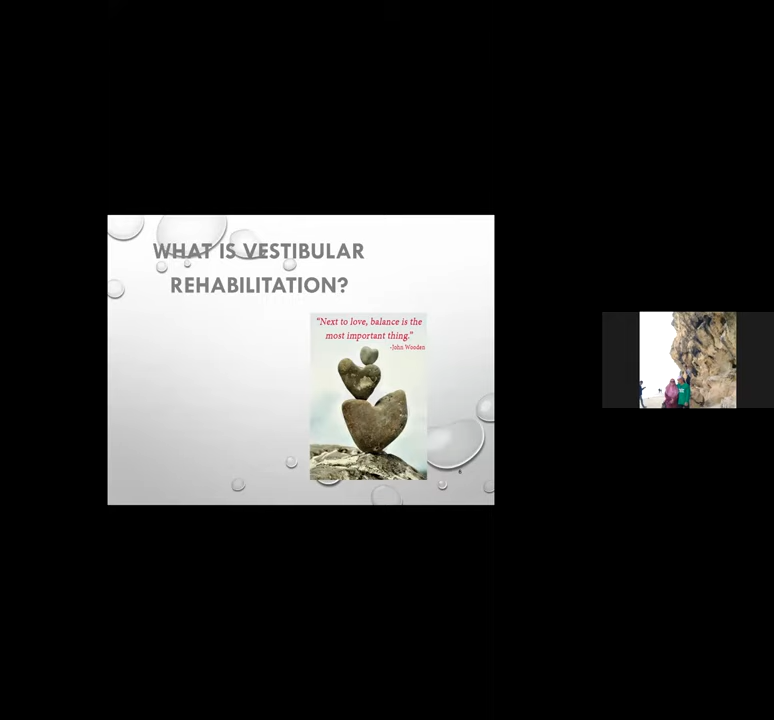 WHAT IS VESTIBULAR
REHABILITATION?
“Next to love, balance is the
most important thing.”
-John Wooden